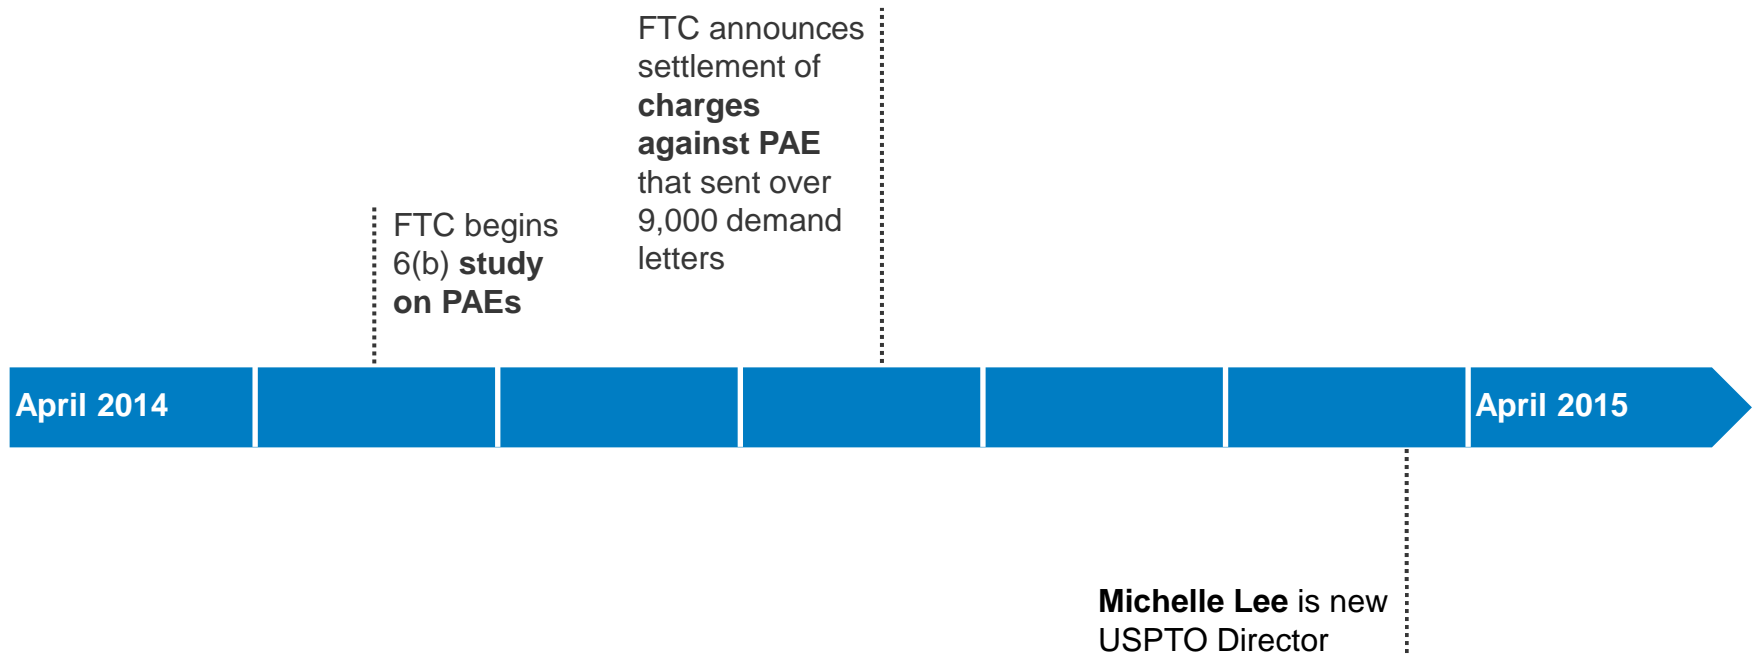 FTC announces
settlement of
charges
against PAE
that sent over
9,000 demand
letters
FTC begins
6(b) study
on PAEs
April 2014
April 2015
Michelle Lee is new
USPTO Director